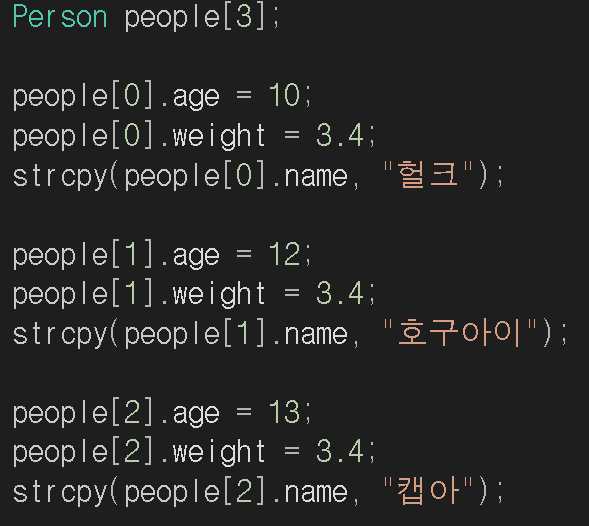 Person people[3];
people[0].age = 10;
people[0].weight = 3.4;
strcpy(people[0].name, "헐크");
people[1].age = 12;
people[1].weight = 3.4;
strcpy(people[1].name, "호구아이");
people[2].age = 13;
people[2].weight = 3.4;
strcpy(people[2].name, "캡아");